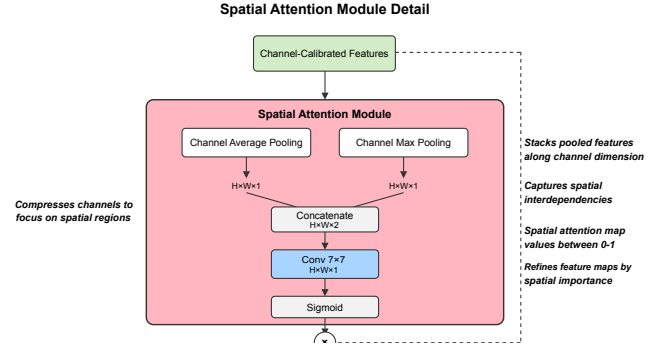 Spatial Attention Module Detail
Channel-Calibrated Features
Spatial Attention Module
Channel Average Pooling
Channel Max Pooling
H×W×1
H×W×1
Concatenate
H×W×2
Conv 7×7
H×W×1
Sigmoid
×
Compresses channels to
focus on spatial regions
Stacks pooled features
along channel dimension
Captures spatial
interdependencies
Spatial attention map
values between 0-1
Refines feature maps by
spatial importance